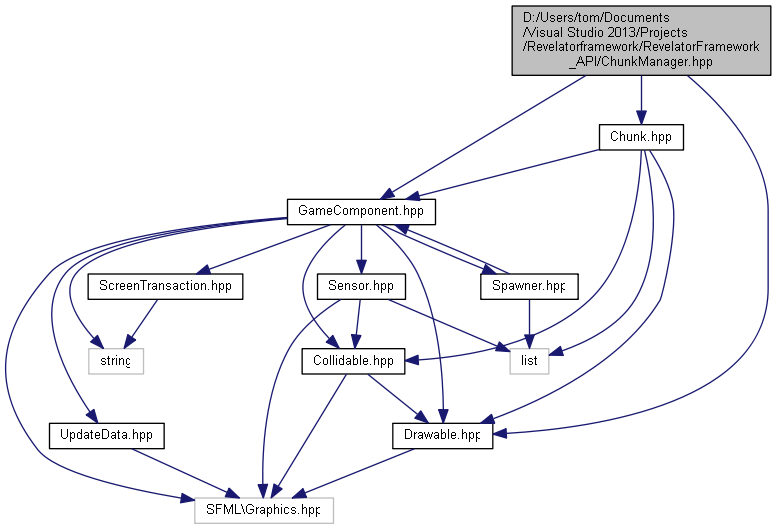 D:/Users/tom/Documents
/Visual Studio 2013/Projects
/Revelatorframework/RevelatorFramework
_API/ChunkManager.hpp
Chunk.hpp
GameComponent.hpp
ScreenTransaction.hpp
Sensor.hpp
Spawner.hpp
string
Collidable.hpp
list
UpdateData.hpp
Drawable.hpp
SFML\Graphics.hpp